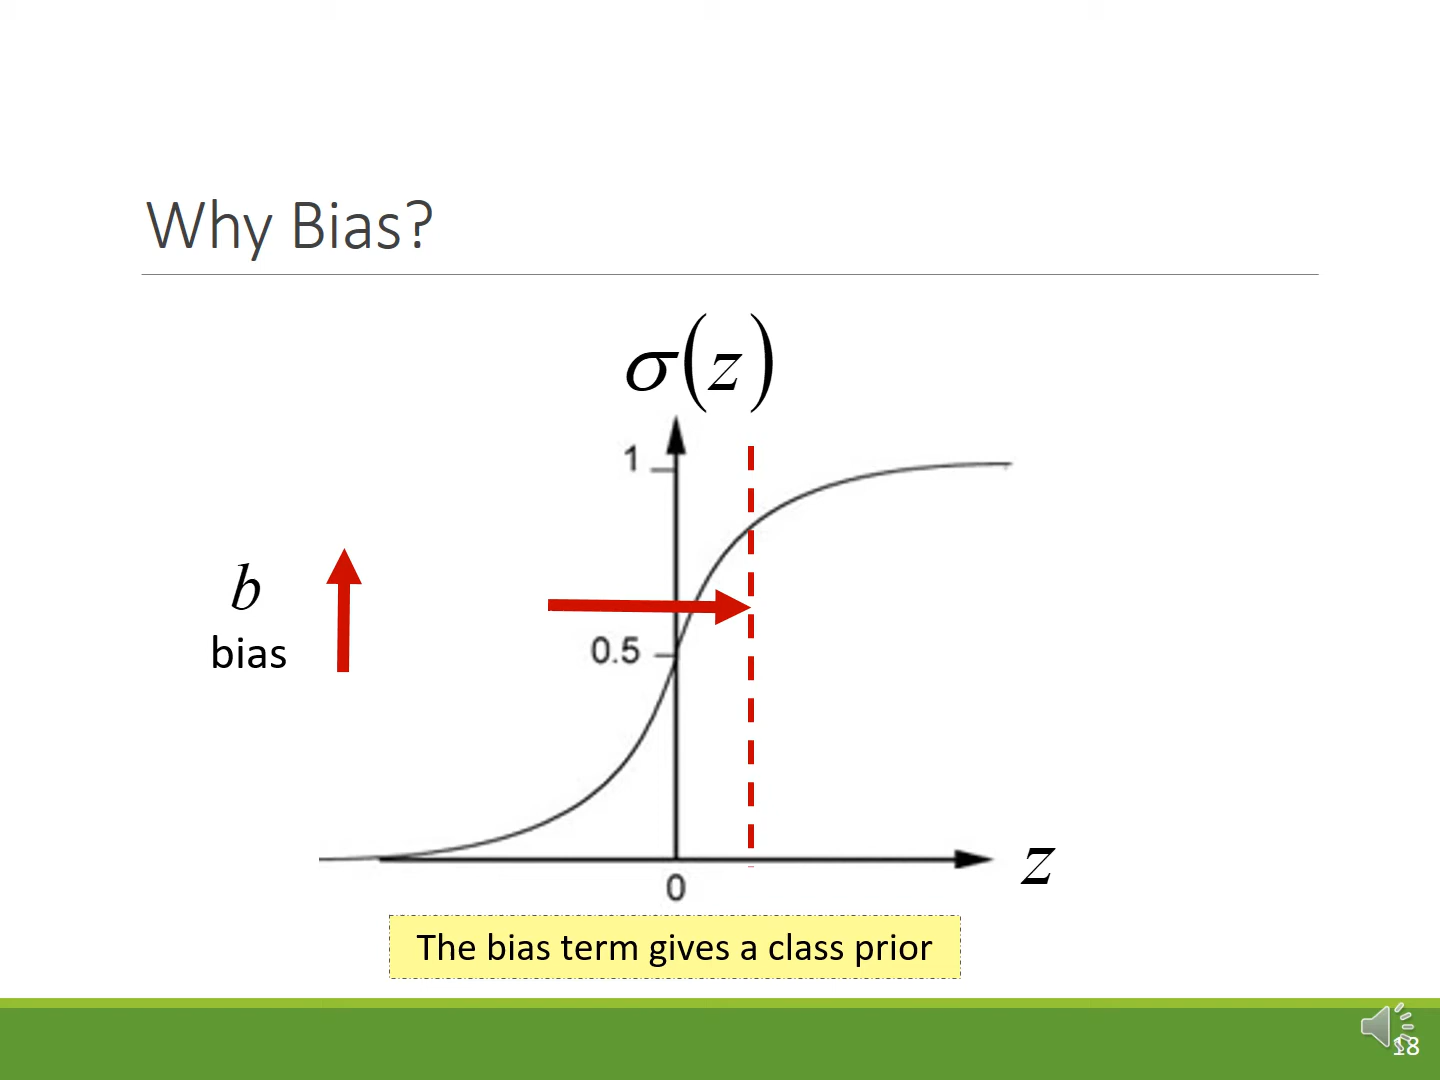 Why Bias?
σ(z)
1
b
bias
0.5
z
0
The bias term gives a class prior
18